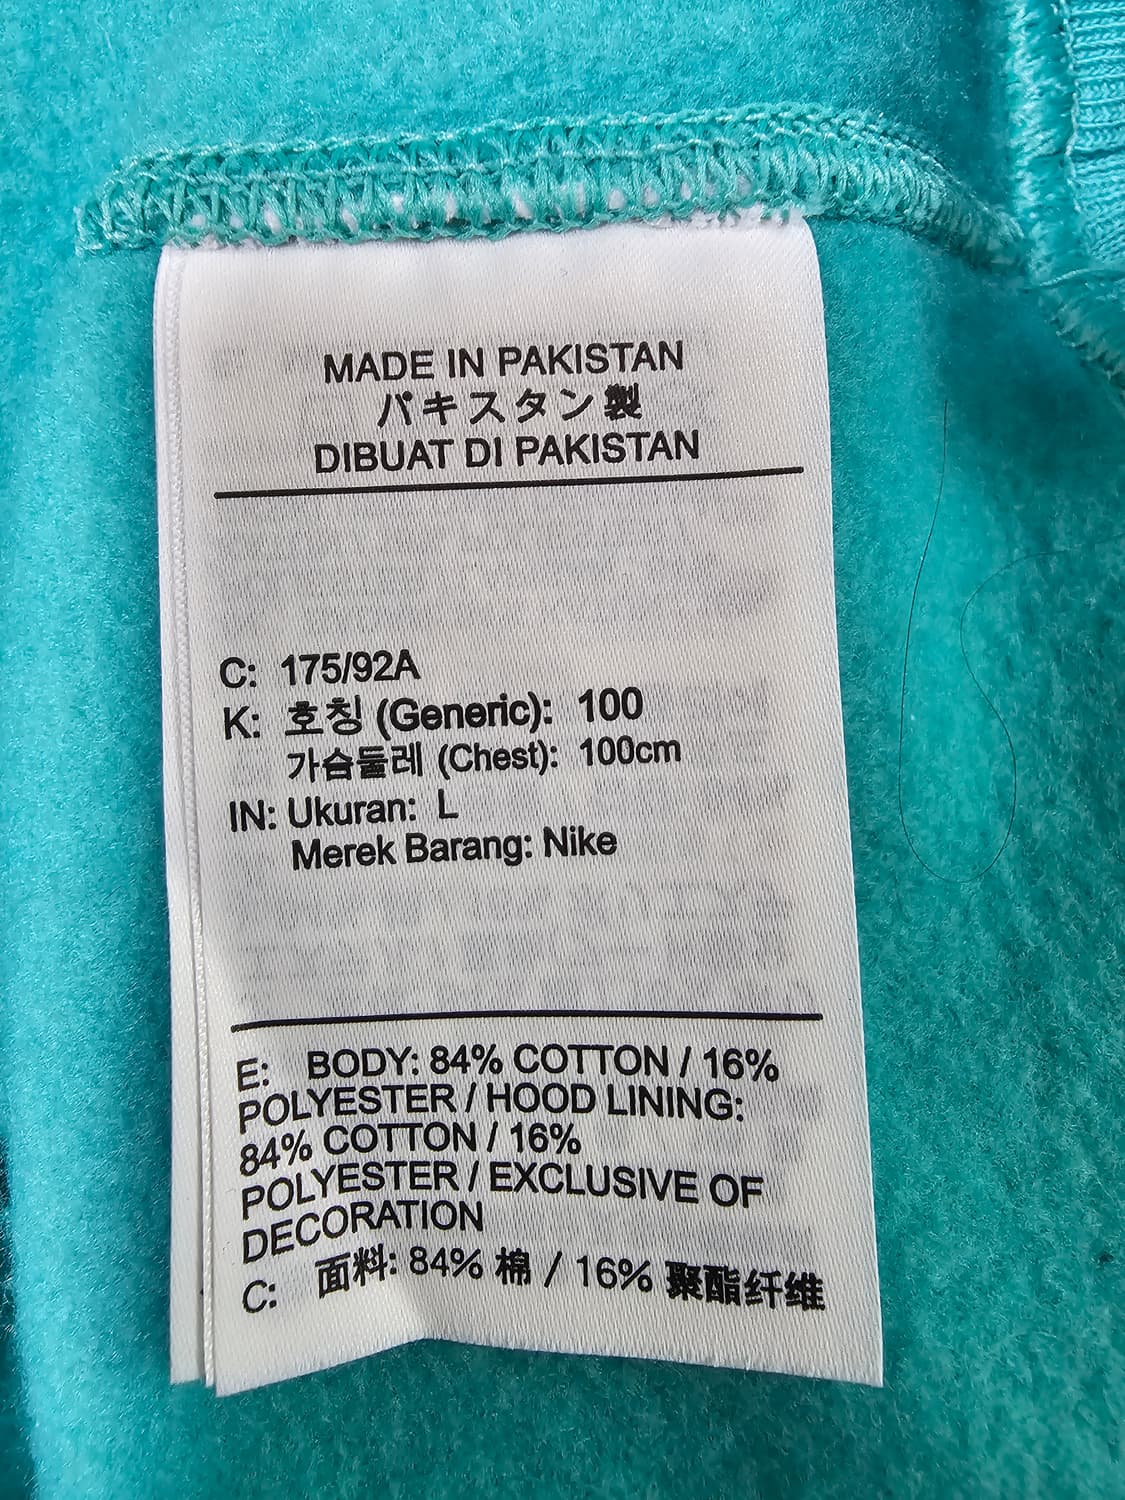 MADE IN PAKISTAN
パキスタン製
DIBUAT DI PAKISTAN
C: 175/92A
K: 호칭 (Generic): 100
가슴둘레 (Chest): 100cm
IN: Ukuran: L
Merek Barang: Nike
E: BODY: 84% COTTON / 16%
POLYESTER / HOOD LINING:
84% COTTON / 16%
POLYESTER / EXCLUSIVE OF
DECORATION
C: 面料: 84% 棉 / 16% 聚酯纤维